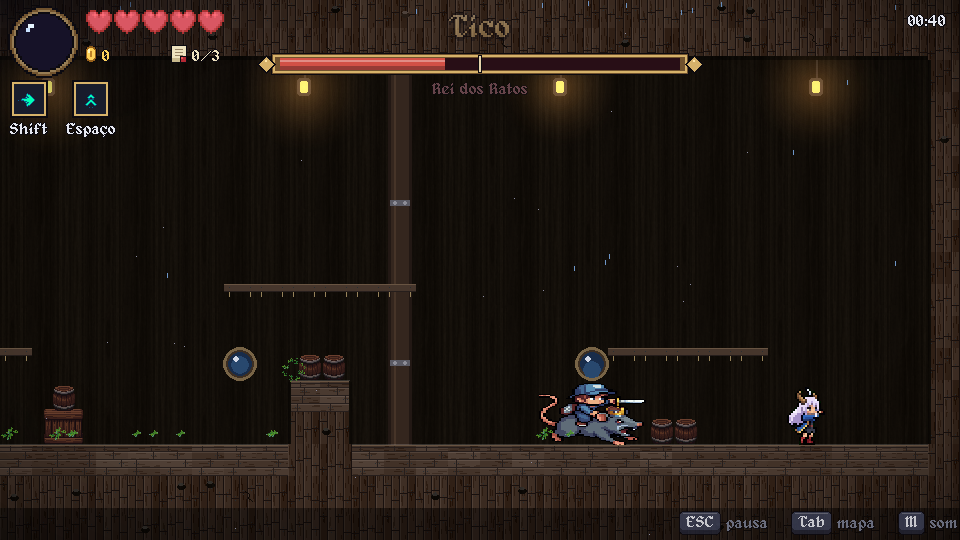 Tico
00:40
0
0/3
Rei dos Ratos
Shift
Espaço
ESC pausa
Tab mapa
M som